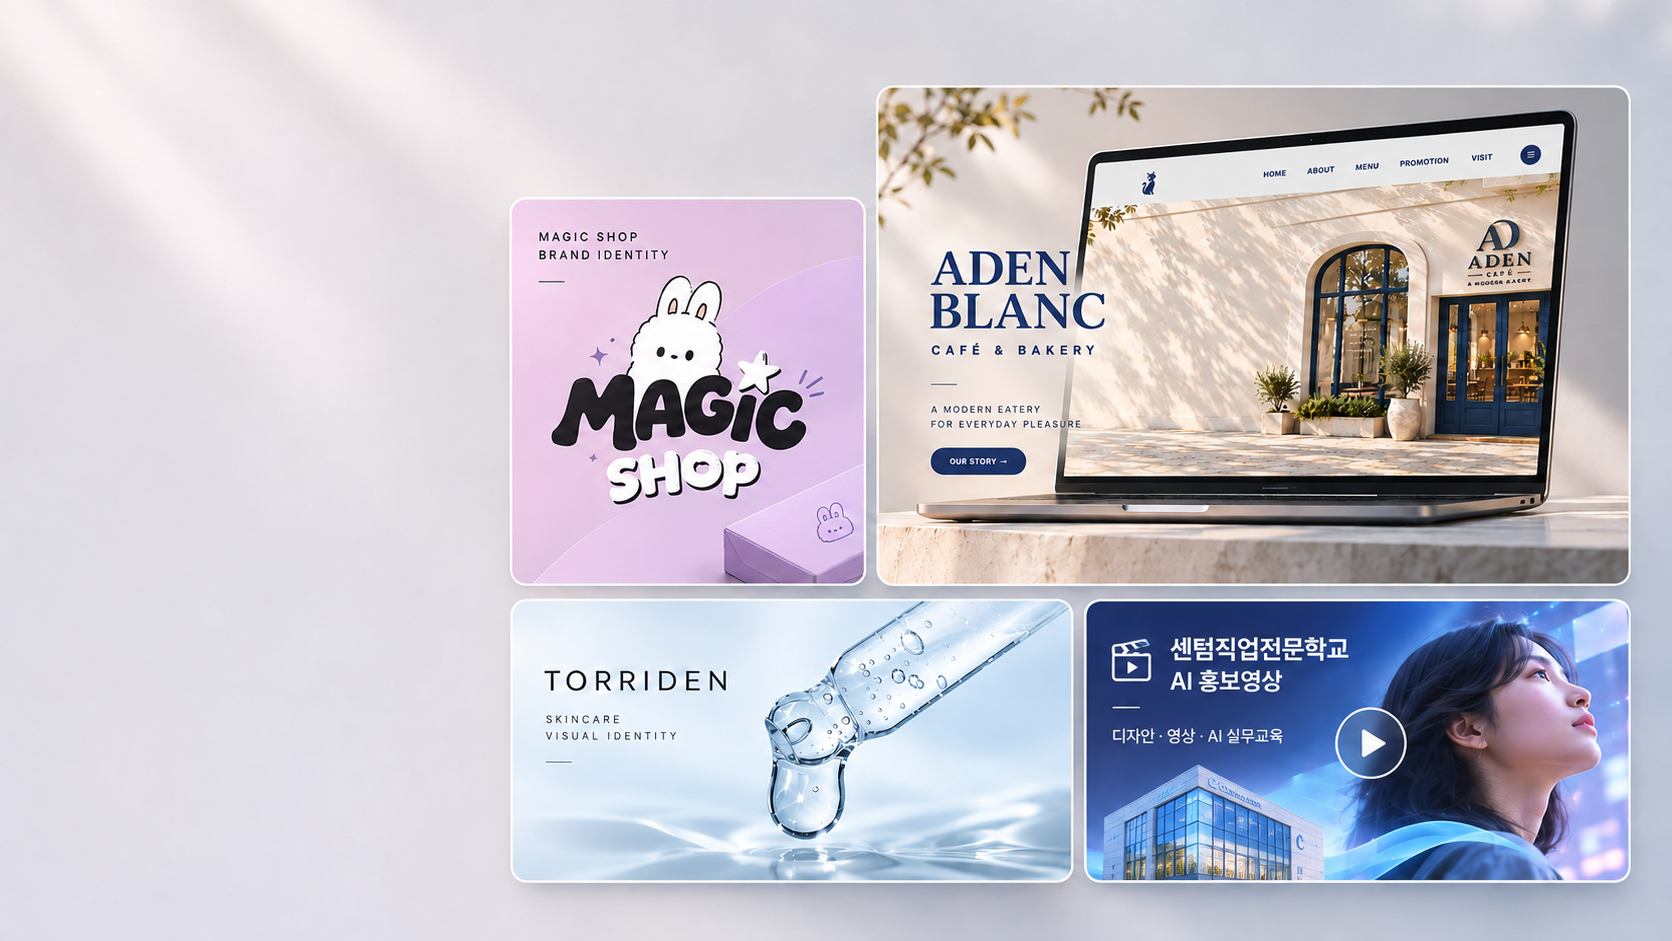 MAGIC SHOP
BRAND IDENTITY
MAGIC
SHOP
HOME ABOUT MENU PROMOTION VISIT
ADEN
BLANC
CAFÉ & BAKERY
A MODERN EATERY
FOR EVERYDAY PLEASURE
OUR STORY →
AD
ADEN
CAFÉ
TORRIDEN
SKINCARE
VISUAL IDENTITY
센텀직업전문학교
AI 홍보영상
디자안 · 영상 · AI 실무교육
C